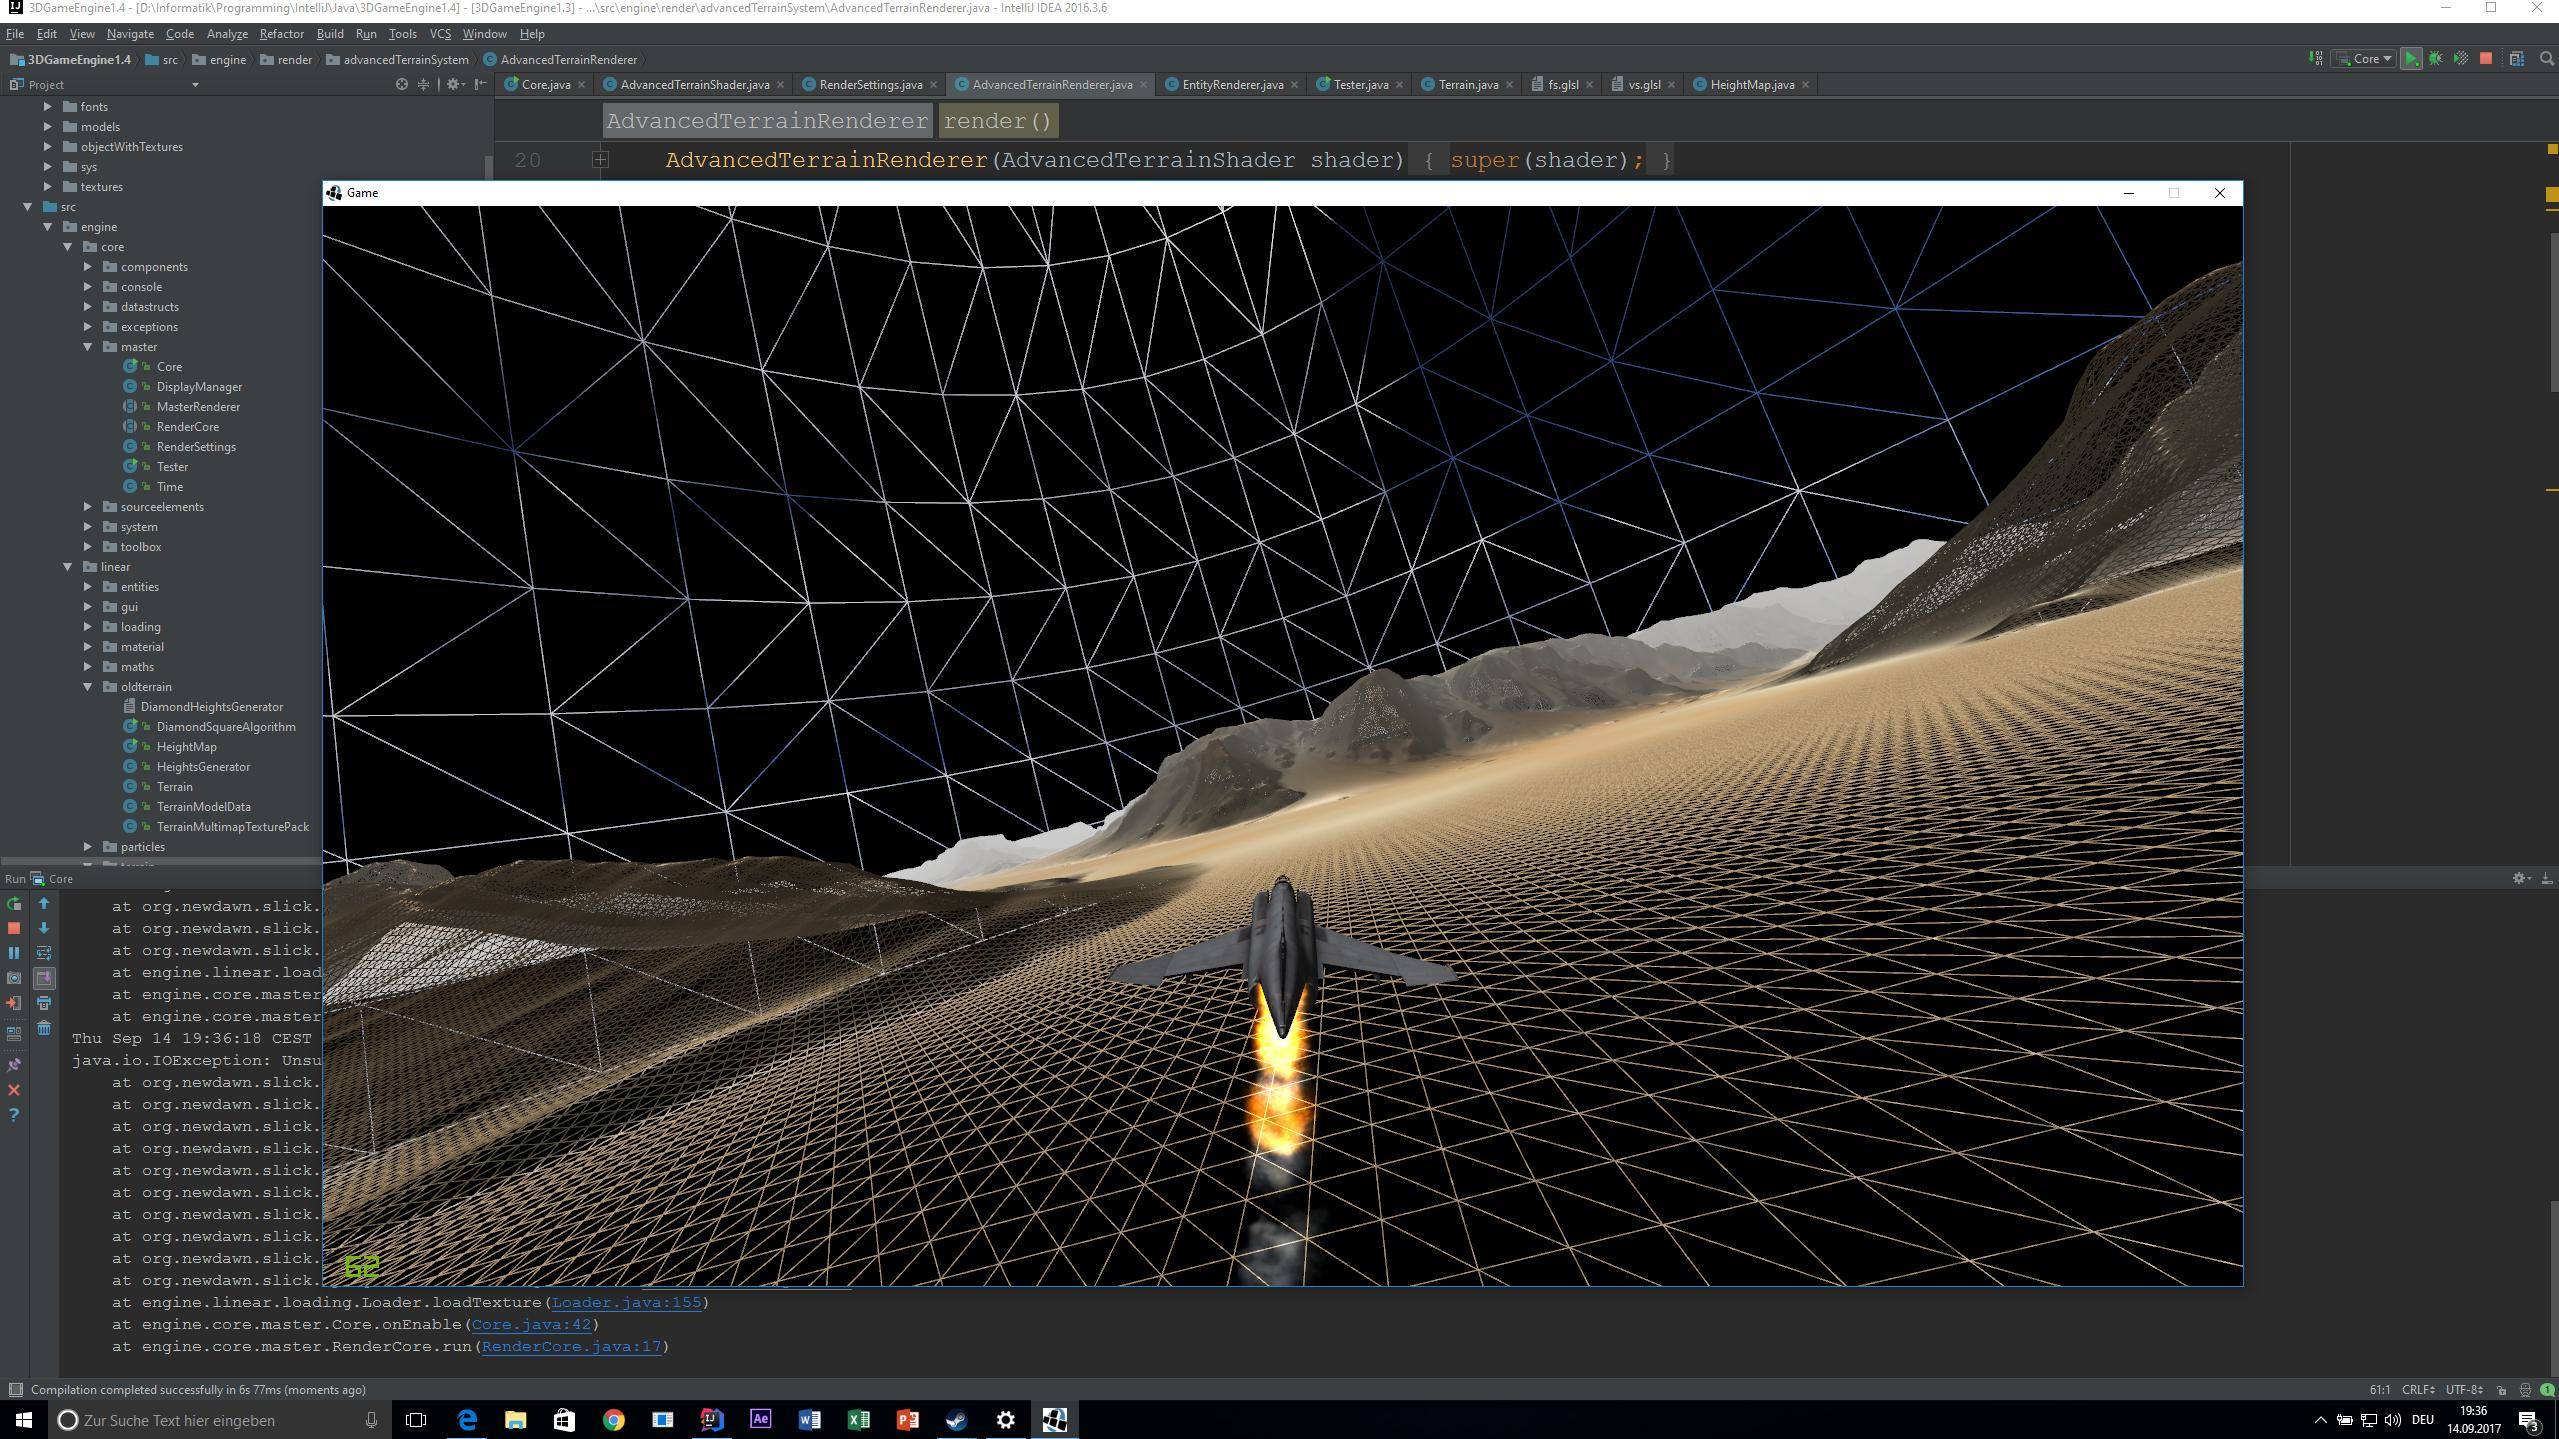 3DGameEngine1.4 - [D:\Informatik\Programming\IntelliJ\Java\3DGameEngine1.4] - [3DGameEngine1.3] - ...\src\engine\render\advancedTerrainSystem\AdvancedTerrainRenderer.java - IntelliJ IDEA 2016.3.6
File Edit View Navigate Code Analyze Refactor Build Run Tools VCS Window Help
3DGameEngine1.4 src engine render advancedTerrainSystem AdvancedTerrainRenderer
Core
Project
Core.java AdvancedTerrainShader.java RenderSettings.java AdvancedTerrainRenderer.java EntityRenderer.java Tester.java Terrain.java fs.glsl vs.glsl HeightMap.java
AdvancedTerrainRenderer render()
20 AdvancedTerrainRenderer(AdvancedTerrainShader shader) { super(shader); }
fonts
models
objectWithTextures
sys
textures
src
engine
core
components
console
datastructs
exceptions
master
Core
DisplayManager
MasterRenderer
RenderCore
RenderSettings
Tester
Time
sourceelements
system
toolbox
linear
entities
gui
loading
material
maths
oldterrain
DiamondHeightsGenerator
DiamondSquareAlgorithm
HeightMap
HeightsGenerator
Terrain
TerrainModelData
TerrainMultimapTexturePack
particles
Game
62
Run Core
at org.newdawn.slick.
at org.newdawn.slick.
at org.newdawn.slick.
at engine.linear.load
at engine.core.master
at engine.core.master
Thu Sep 14 19:36:18 CEST
java.io.IOException: Unsu
at org.newdawn.slick.
at org.newdawn.slick.
at org.newdawn.slick.
at org.newdawn.slick.
at org.newdawn.slick.
at org.newdawn.slick.
at org.newdawn.slick.
at org.newdawn.slick.
at org.newdawn.slick.
at org.newdawn.slick.
at engine.linear.loading.Loader.loadTexture(Loader.java:155)
at engine.core.master.Core.onEnable(Core.java:42)
at engine.core.master.RenderCore.run(RenderCore.java:17)
Compilation completed successfully in 6s 77ms (moments ago)
61:1 CRLF UTF-8 1
Zur Suche Text hier eingeben
Ae
DEU
19:36
14.09.2017
3